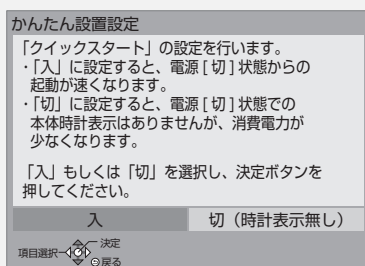 かんたん設置設定
「クイックスタート」の設定を行います。
・「入」に設定すると、電源 [ 切 ] 状態からの
起動が速くなります。
・「切」に設定すると、電源 [ 切 ] 状態での
本体時計表示はありませんが、消費電力が
少なくなります。
「入」もしくは「切」を選択し、決定ボタンを
押してください。
入
切（時計表示無し）
項目選択
決定
戻る